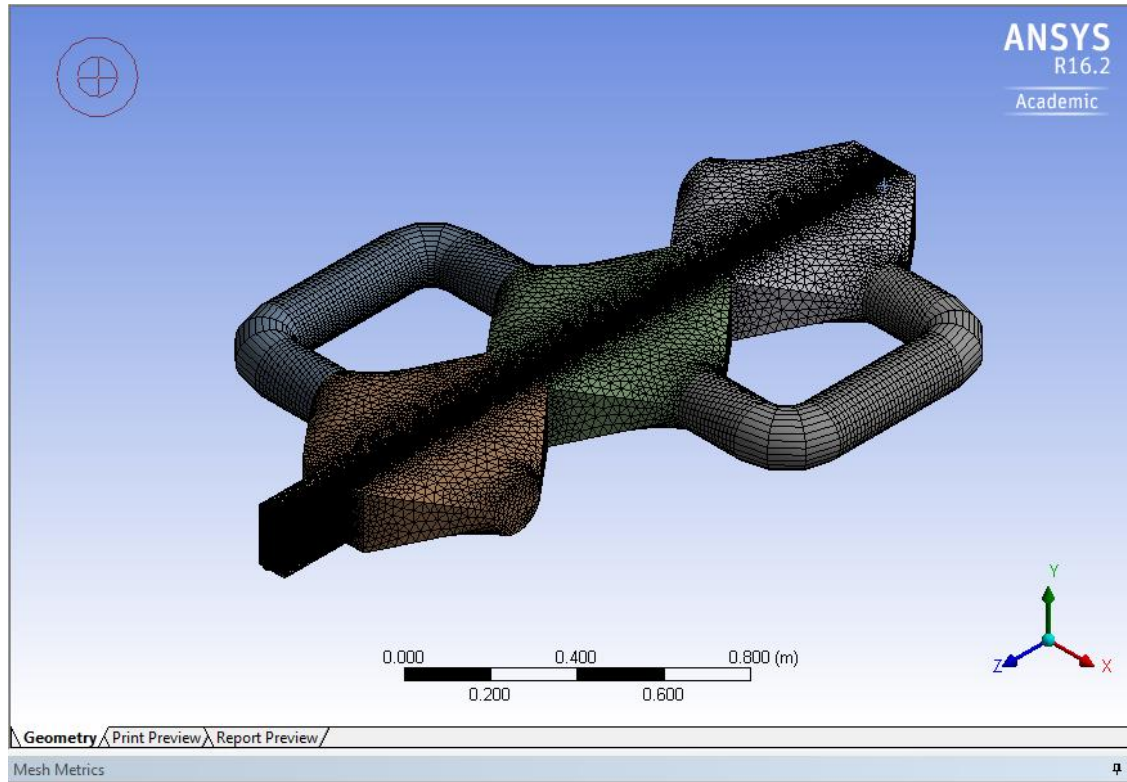 ANSYS
R16.2
Academic
0.000 0.400 0.800 (m)
0.200 0.600
Y
Z X
Geometry Print Preview Report Preview
Mesh Metrics